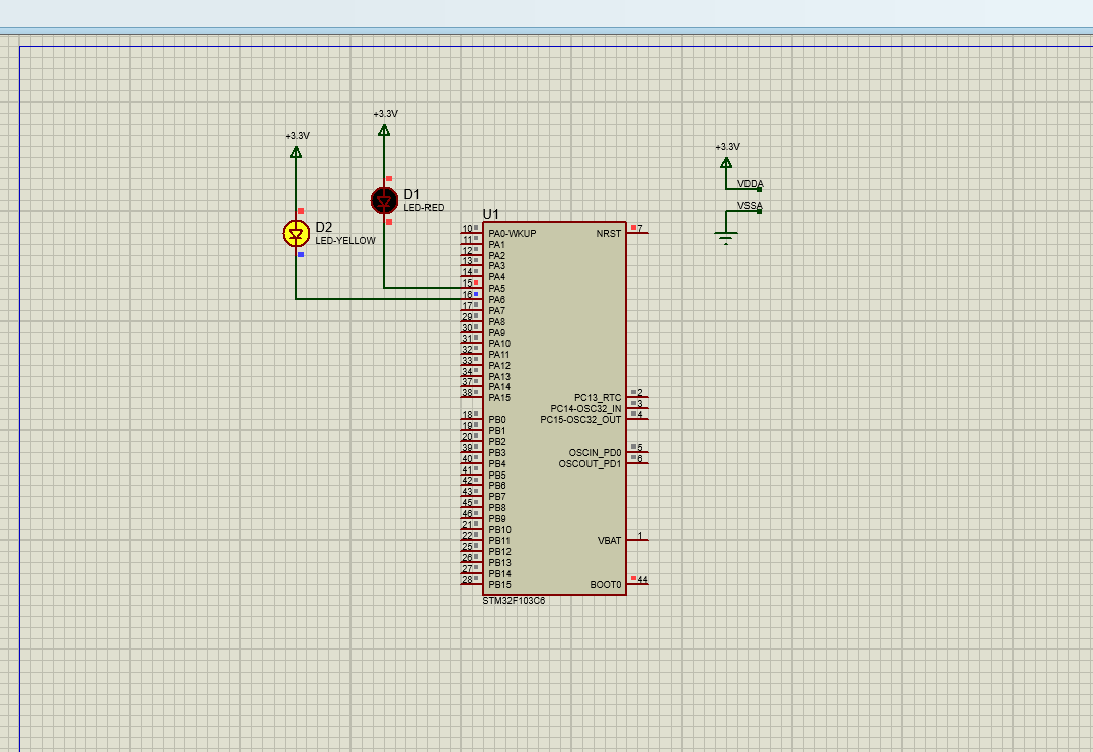 +3.3V
+3.3V
+3.3V
VDDA
VSSA
D1
LED-RED
D2
LED-YELLOW
U1
10 PA0-WKUP NRST 7
11 PA1
12 PA2
13 PA3
14 PA4
15 PA5
16 PA6
17 PA7
29 PA8
30 PA9
31 PA10
32 PA11
33 PA12
34 PA13
37 PA14
38 PA15 PC13_RTC 2
PC14-OSC32_IN 3
18 PB0 PC15-OSC32_OUT 4
19 PB1
20 PB2
39 PB3 OSCIN_PD0 5
40 PB4 OSCOUT_PD1 6
41 PB5
42 PB6
43 PB7
45 PB8
46 PB9
21 PB10
22 PB11 VBAT 1
25 PB12
26 PB13
27 PB14
28 PB15 BOOT0 44
STM32F103C6